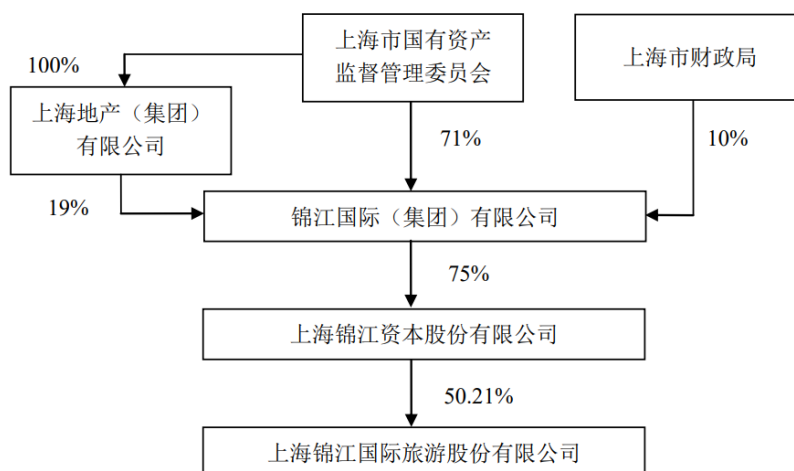 上海市国有资产
监督管理委员会
上海市财政局
100%
上海地产（集团）
有限公司
71%
10%
19%
锦江国际（集团）有限公司
75%
上海锦江资本股份有限公司
50.21%
上海锦江国际旅游股份有限公司